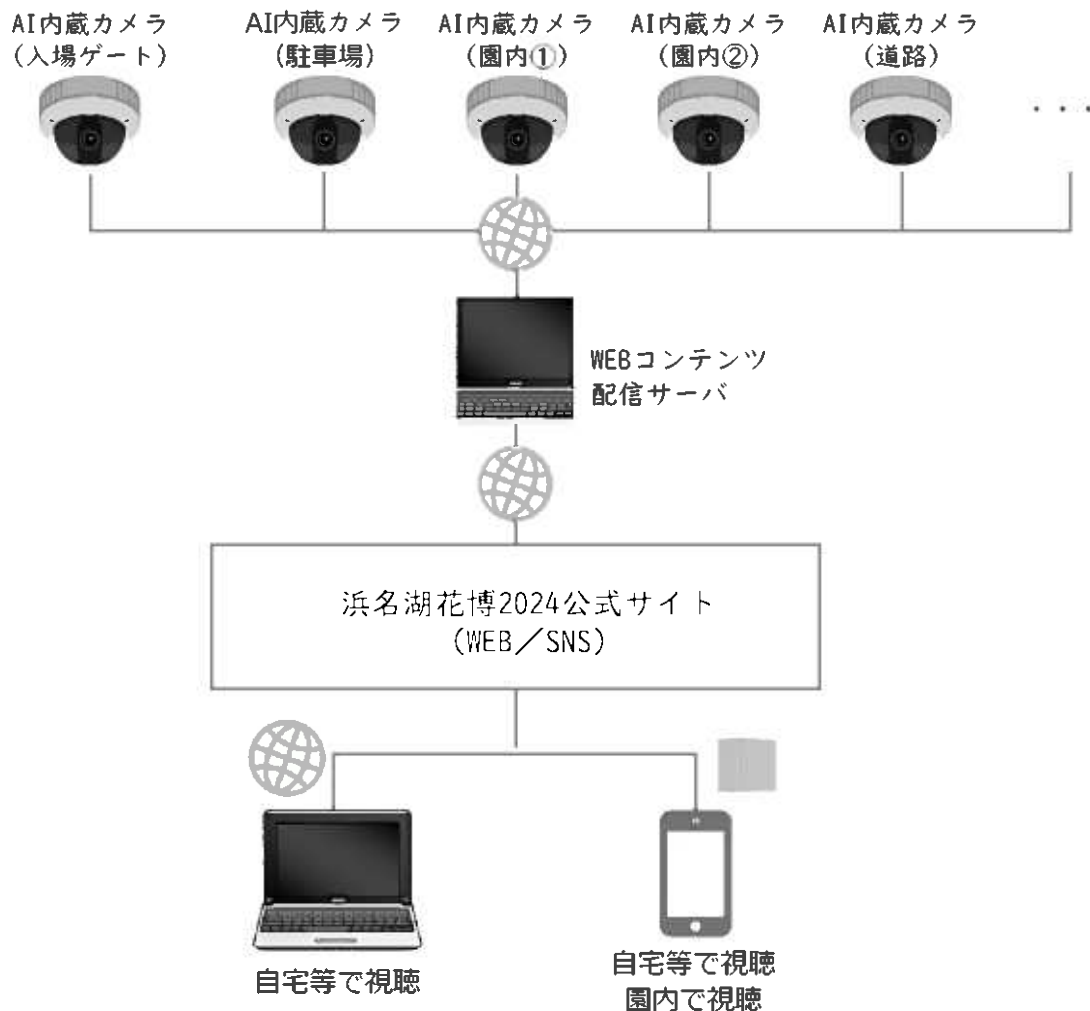 AI内蔵カメラ
(入場ゲート)
AI内蔵カメラ
(駐車場)
AI内蔵カメラ
(園内①)
AI内蔵カメラ
(園内②)
AI内蔵カメラ
(道路)
・・・
WEBコンテンツ
配信サーバ
浜名湖花博2024公式サイト
(WEB/SNS)
自宅等で視聴
自宅等で視聴
園内で視聴